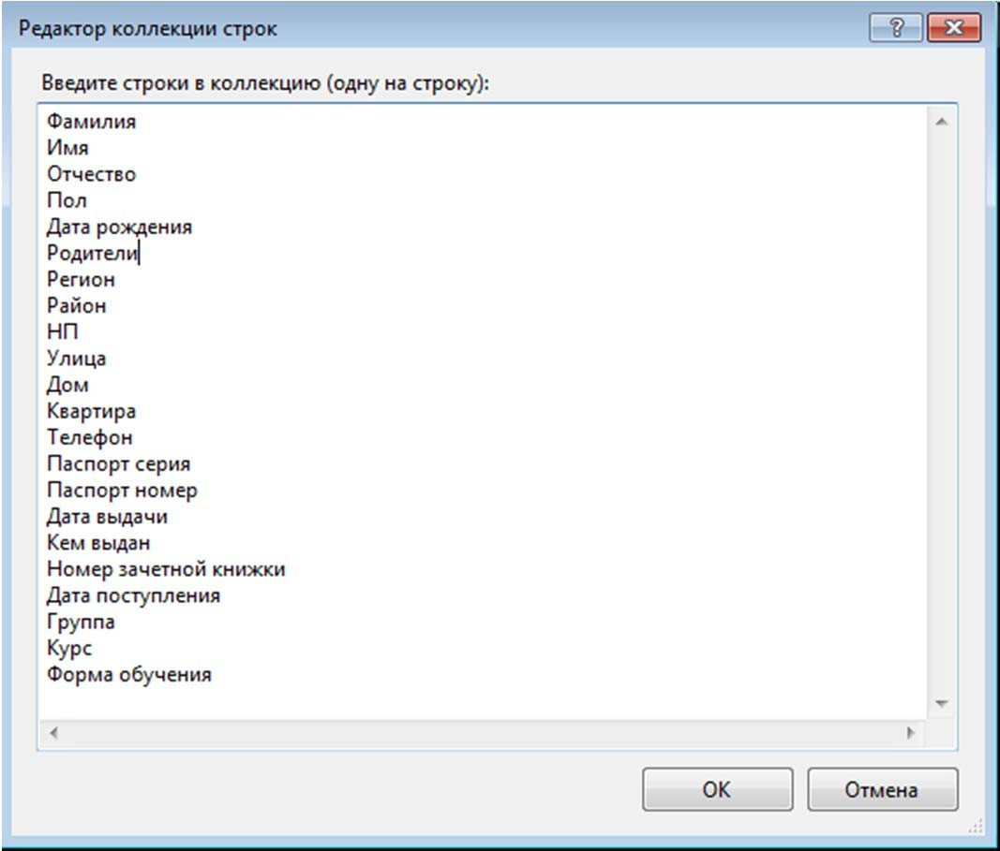 Редактор коллекции строк
?
Введите строки в коллекцию (одну на строку):
Фамилия
Имя
Отчество
Пол
Дата рождения
Родители
Регион
Район
НП
Улица
Дом
Квартира
Телефон
Паспорт серия
Паспорт номер
Дата выдачи
Кем выдан
Номер зачетной книжки
Дата поступления
Группа
Курс
Форма обучения
ОК
Отмена